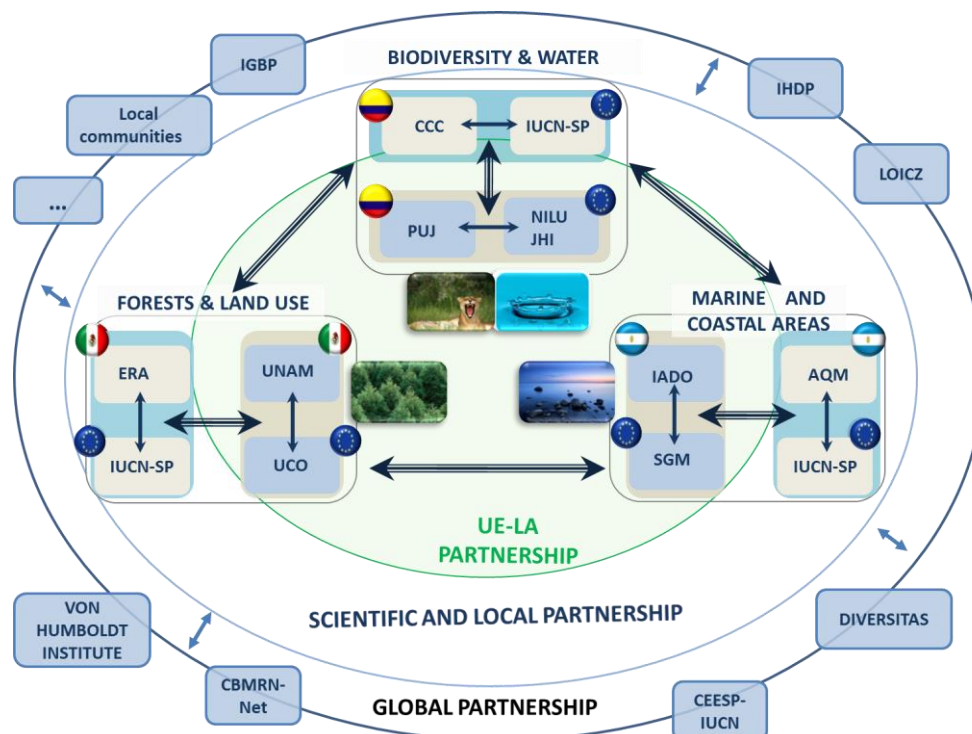 IGBP
BIODIVERSITY & WATER
IHDP
Local
communities
CCC
IUCN-SP
LOICZ
...
PUJ
NILU
JHI
FORESTS & LAND USE
MARINE AND
COASTAL AREAS
ERA
UNAM
IADO
AQM
IUCN-SP
UCO
SGM
IUCN-SP
UE-LA
PARTNERSHIP
VON
HUMBOLDT
INSTITUTE
SCIENTIFIC AND LOCAL PARTNERSHIP
DIVERSITAS
CBMRN-
Net
GLOBAL PARTNERSHIP
CEESP-
IUCN